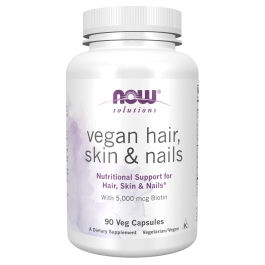 NOW
solutions
vegan hair,
skin & nails
Nutritional Support for
Hair, Skin & Nails*
With 5,000 mcg Biotin
90 Veg Capsules
A Dietary Supplement Vegetarian/Vegan
K